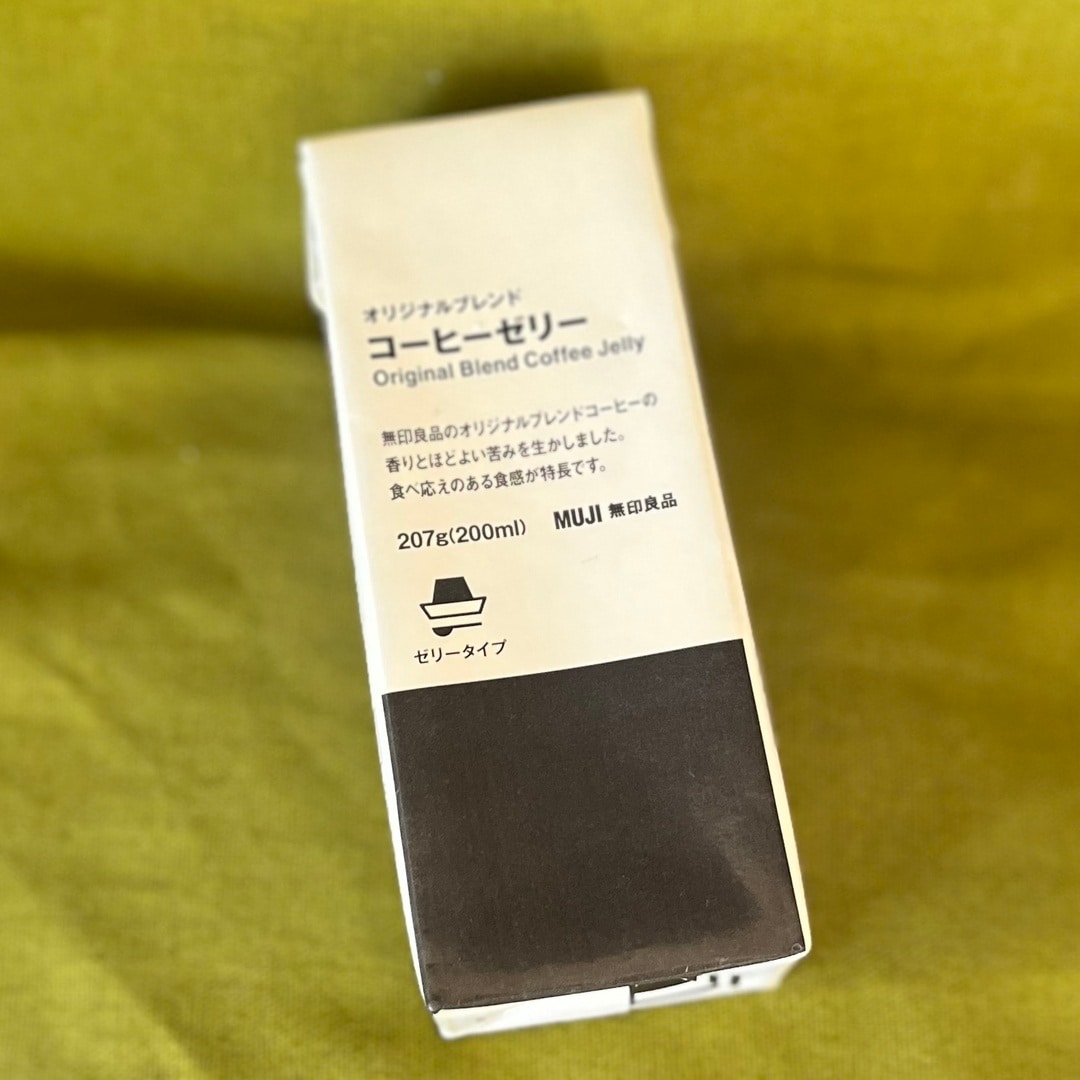 オリジナルブレンド
コーヒーゼリー
Original Blend Coffee Jelly
無印良品のオリジナルブレンドコーヒーの
香りとほどよい苦みを生かしました。
食べ応えのある食感が特長です。
207g(200ml) MUJI 無印良品
ゼリータイプ